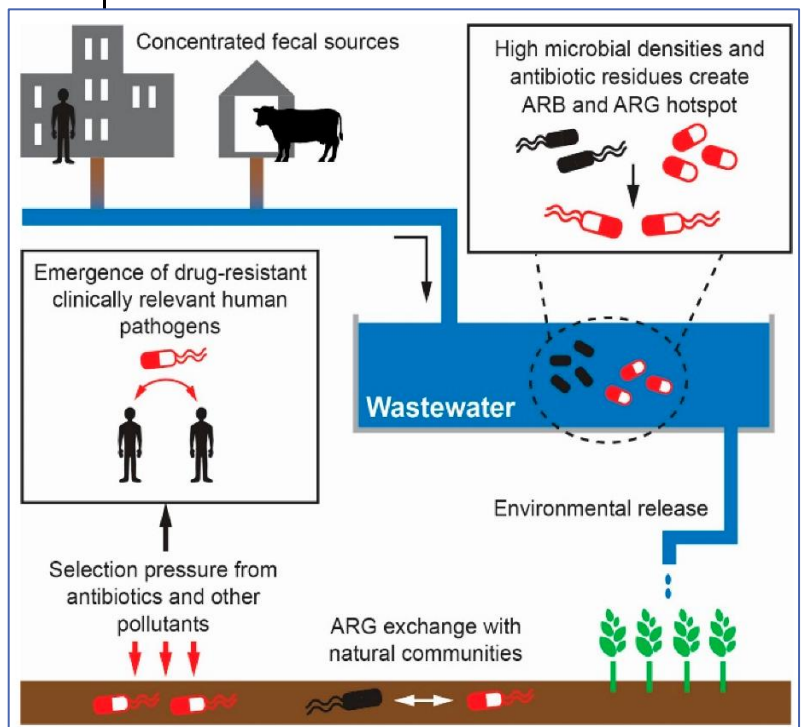 Concentrated fecal sources
High microbial densities and
antibiotic residues create
ARB and ARG hotspot
Emergence of drug-resistant
clinically relevant human
pathogens
Wastewater
Environmental release
Selection pressure from
antibiotics and other
pollutants
ARG exchange with
natural communities